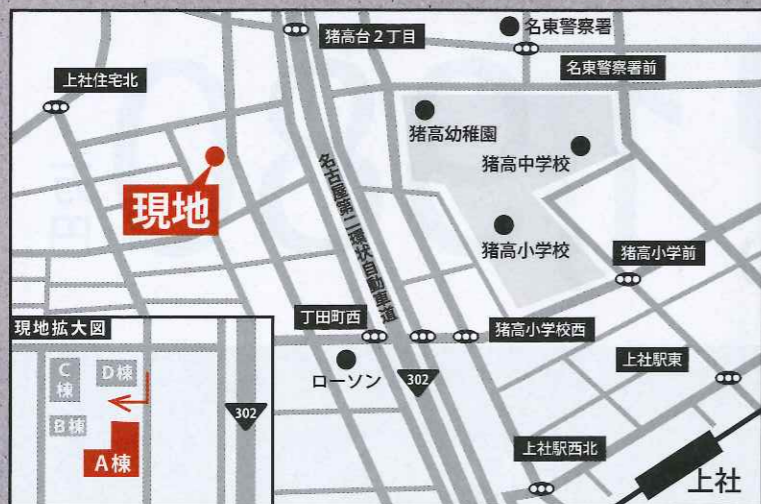 猪高台2丁目
名東警察署
名東警察署前
上社住宅北
猪高幼稚園
猪高中学校
現地
名古屋第二環状自動車道
猪高小学校
猪高小学前
現地拡大図
丁田町西
猪高小学校西
ローソン
302
上社駅東
C棟
D棟
302
B棟
A棟
上社駅西北
上社